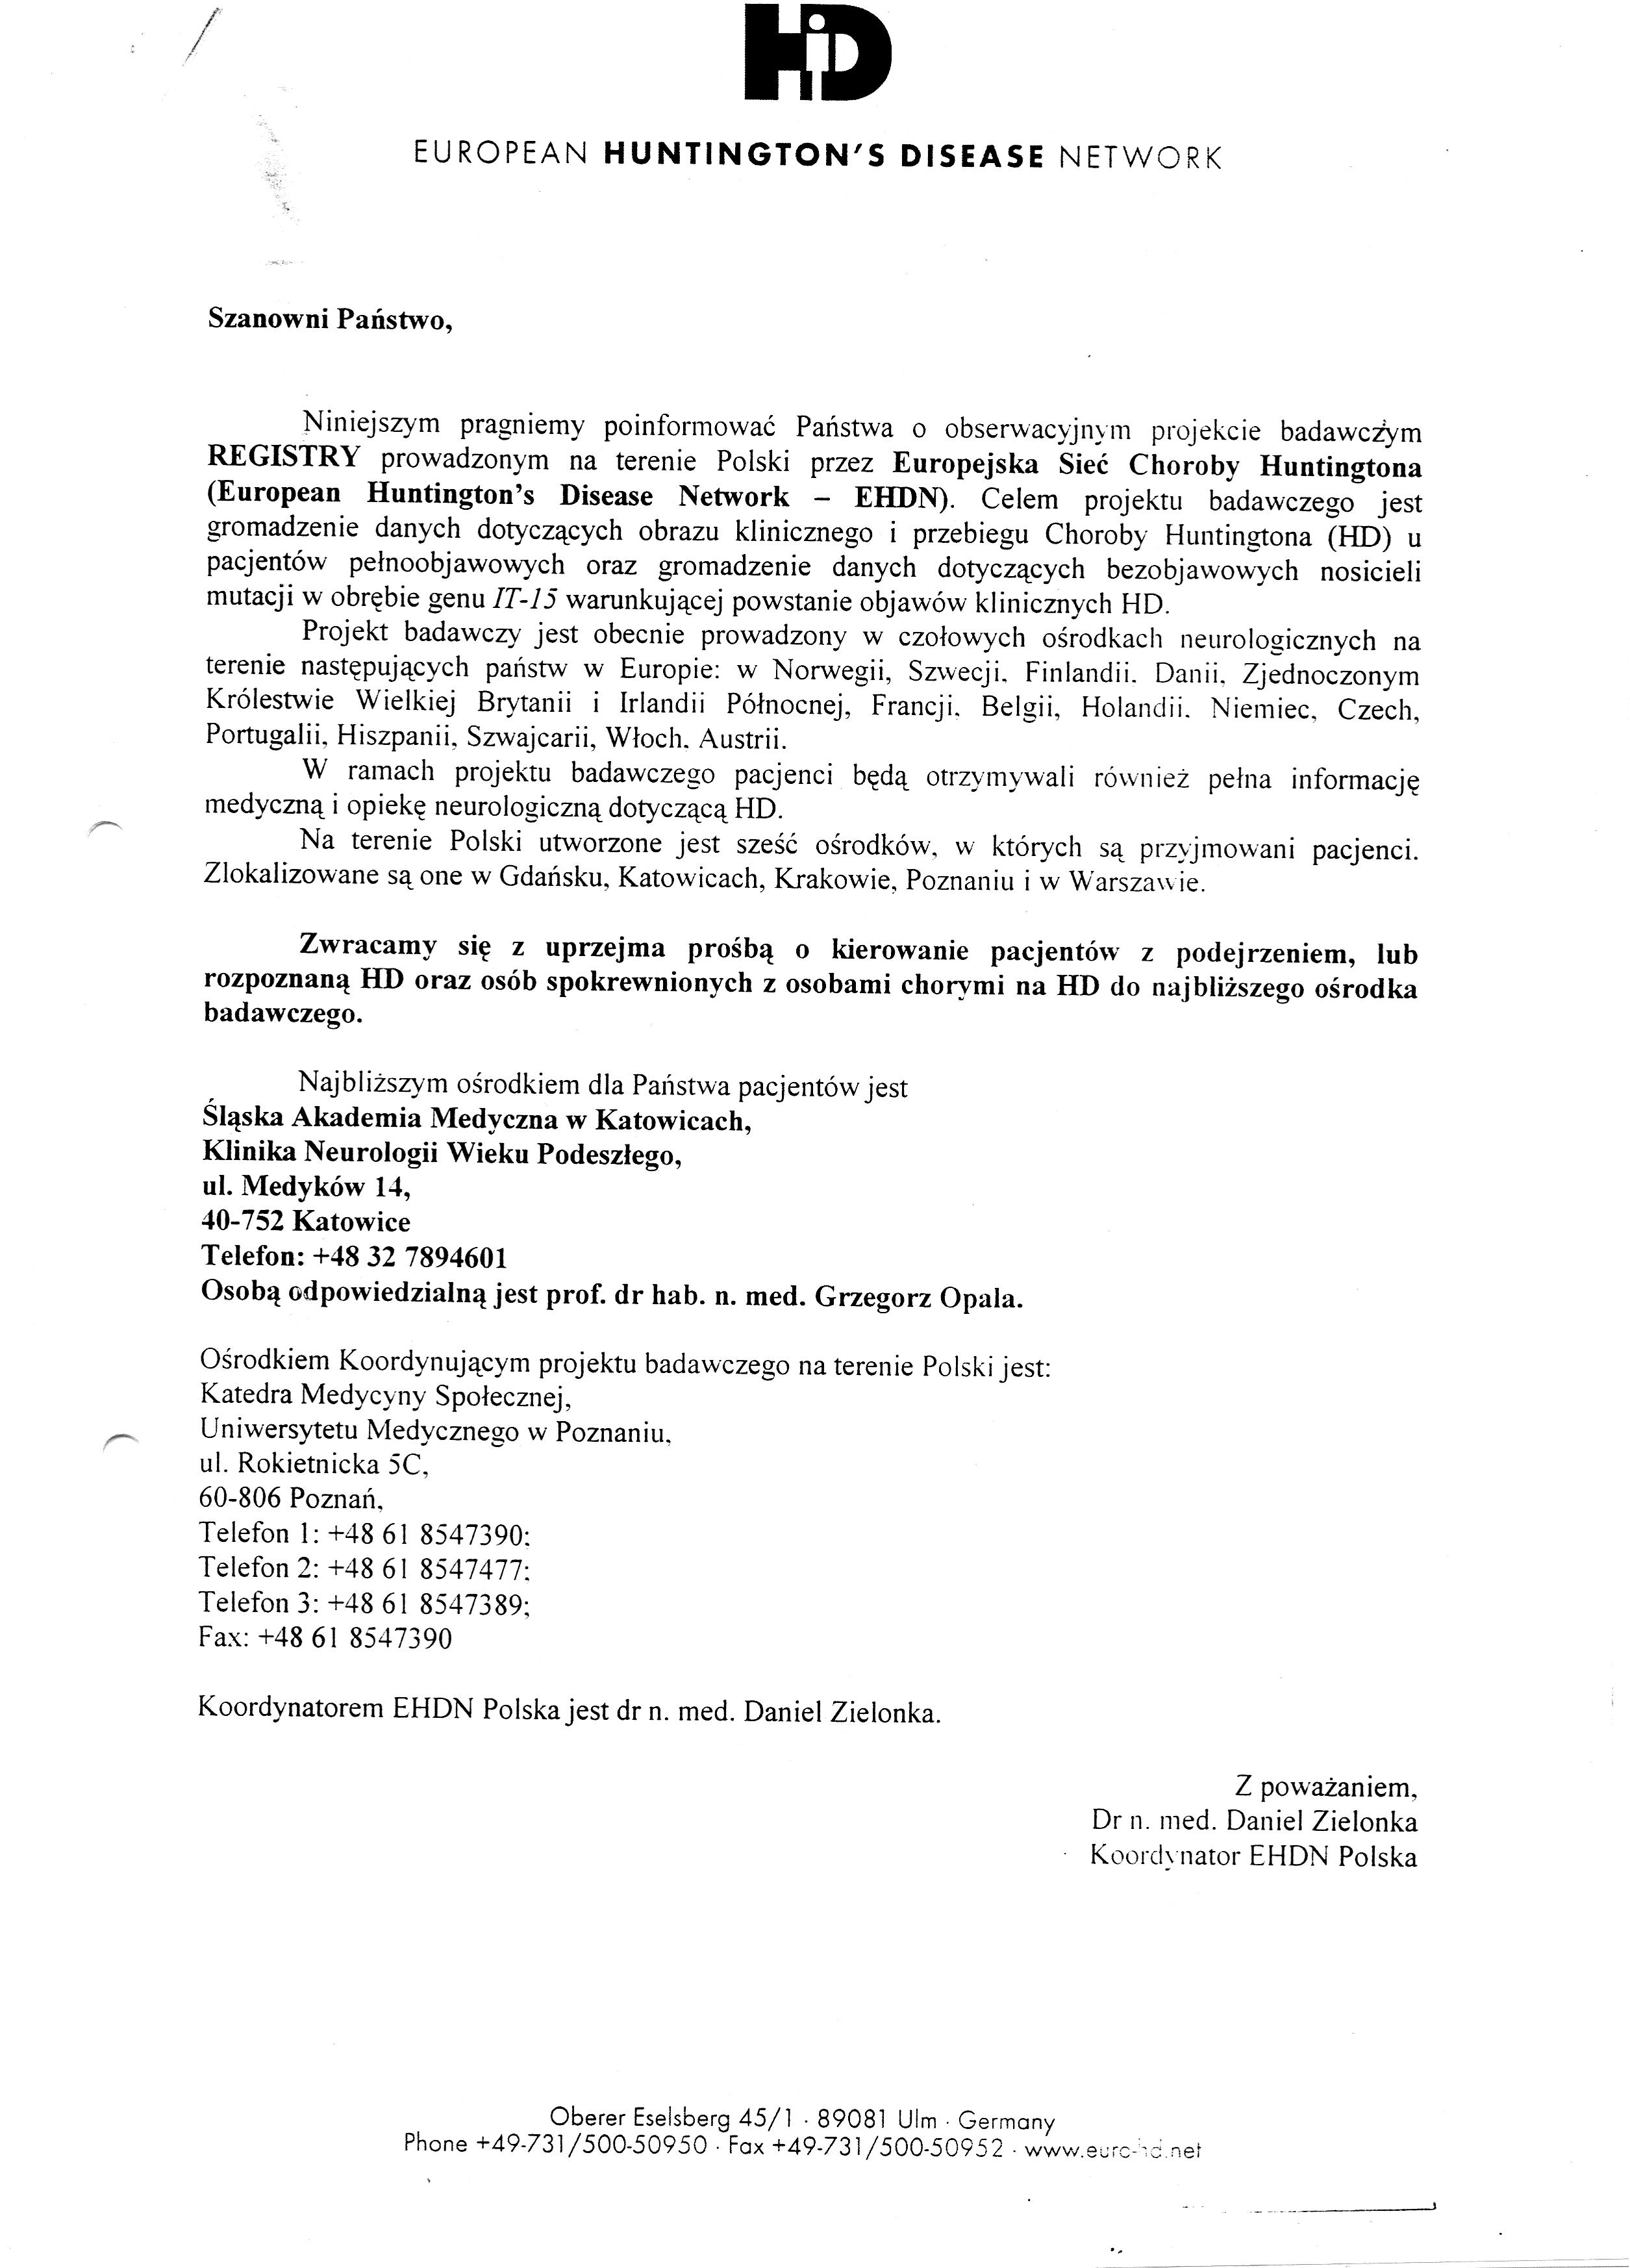 HD
EUROPEAN HUNTINGTON'S DISEASE NETWORK
Szanowni Państwo,
Niniejszym pragniemy poinformować Państwa o obserwacyjnym projekcie badawczym
REGISTRY prowadzonym na terenie Polski przez Europejska Sieć Choroby Huntingtona
(European Huntington's Disease Network – EHDN). Celem projektu badawczego jest
gromadzenie danych dotyczących obrazu klinicznego i przebiegu Choroby Huntingtona (HD) u
pacjentów pełnoobjawowych oraz gromadzenie danych dotyczących bezobjawowych nosicieli
mutacji w obrębie genu IT-15 warunkującej powstanie objawów klinicznych HD.
Projekt badawczy jest obecnie prowadzony w czołowych ośrodkach neurologicznych na
terenie następujących państw w Europie: w Norwegii, Szwecji, Finlandii, Danii, Zjednoczonym
Królestwie Wielkiej Brytanii i Irlandii Północnej, Francji, Belgii, Holandii, Niemiec, Czech,
Portugalii, Hiszpanii, Szwajcarii, Włoch, Austrii.
W ramach projektu badawczego pacjenci będą otrzymywali również pełna informację
medyczną i opiekę neurologiczną dotyczącą HD.
Na terenie Polski utworzone jest sześć ośrodków, w których są przyjmowani pacjenci.
Zlokalizowane są one w Gdańsku, Katowicach, Krakowie, Poznaniu i w Warszawie.
Zwracamy się z uprzejma prośbą o kierowanie pacjentów z podejrzeniem, lub
rozpoznaną HD oraz osób spokrewnionych z osobami chorymi na HD do najbliższego ośrodka
badawczego.
Najbliższym ośrodkiem dla Państwa pacjentów jest
Śląska Akademia Medyczna w Katowicach,
Klinika Neurologii Wieku Podeszłego,
ul. Medyków 14,
40-752 Katowice
Telefon: +48 32 7894601
Osobą odpowiedzialną jest prof. dr hab. n. med. Grzegorz Opala.
Ośrodkiem Koordynującym projektu badawczego na terenie Polski jest:
Katedra Medycyny Społecznej,
Uniwersytetu Medycznego w Poznaniu,
ul. Rokietnicka 5C,
60-806 Poznań,
Telefon 1: +48 61 8547390;
Telefon 2: +48 61 8547477;
Telefon 3: +48 61 8547389;
Fax: +48 61 8547390
Koordynatorem EHDN Polska jest dr n. med. Daniel Zielonka.
Z poważaniem,
Dr n. med. Daniel Zielonka
Koordynator EHDN Polska
Oberer Eselsberg 45/1 · 89081 Ulm · Germany
Phone +49-731/500-50950 · Fax +49-731/500-50952 · www.euro-hd.net